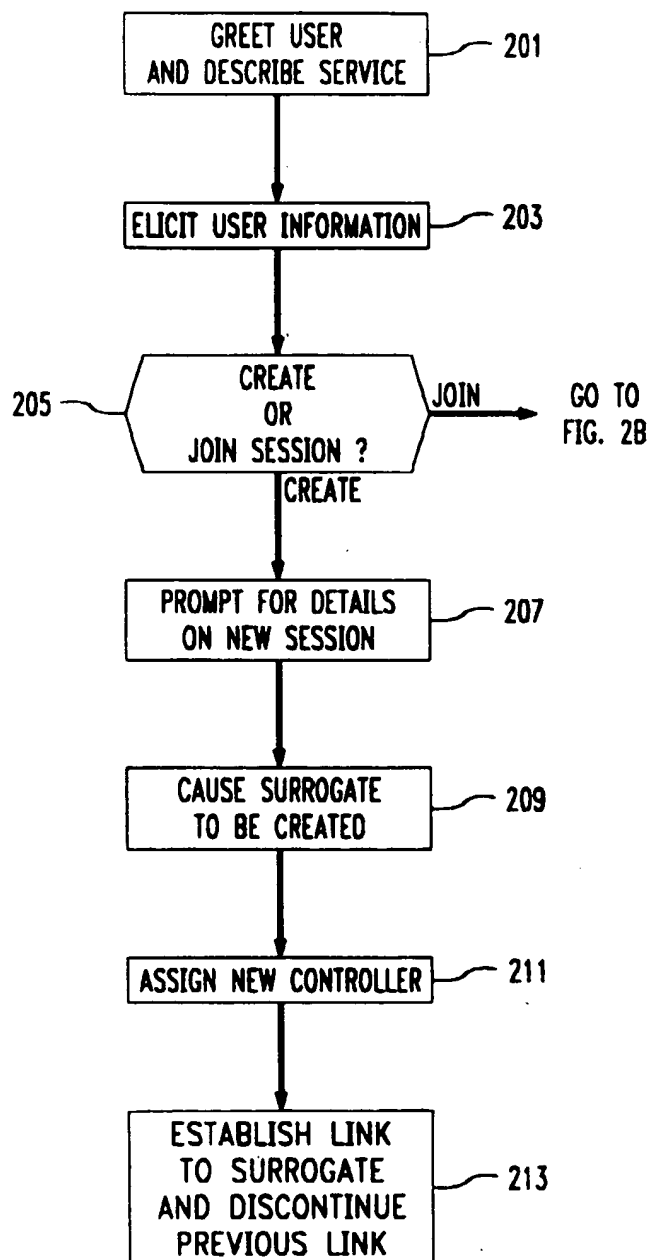 GREET USER
AND DESCRIBE SERVICE
201
ELICIT USER INFORMATION
203
205
CREATE
OR
JOIN SESSION ?
JOIN
GO TO
FIG. 2B
CREATE
PROMPT FOR DETAILS
ON NEW SESSION
207
CAUSE SURROGATE
TO BE CREATED
209
ASSIGN NEW CONTROLLER
211
ESTABLISH LINK
TO SURROGATE
AND DISCONTINUE
PREVIOUS LINK
213